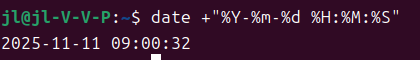 jl@jl-V-V-P:~$ date +"%Y-%m-%d %H:%M:%S"
2025-11-11 09:00:32